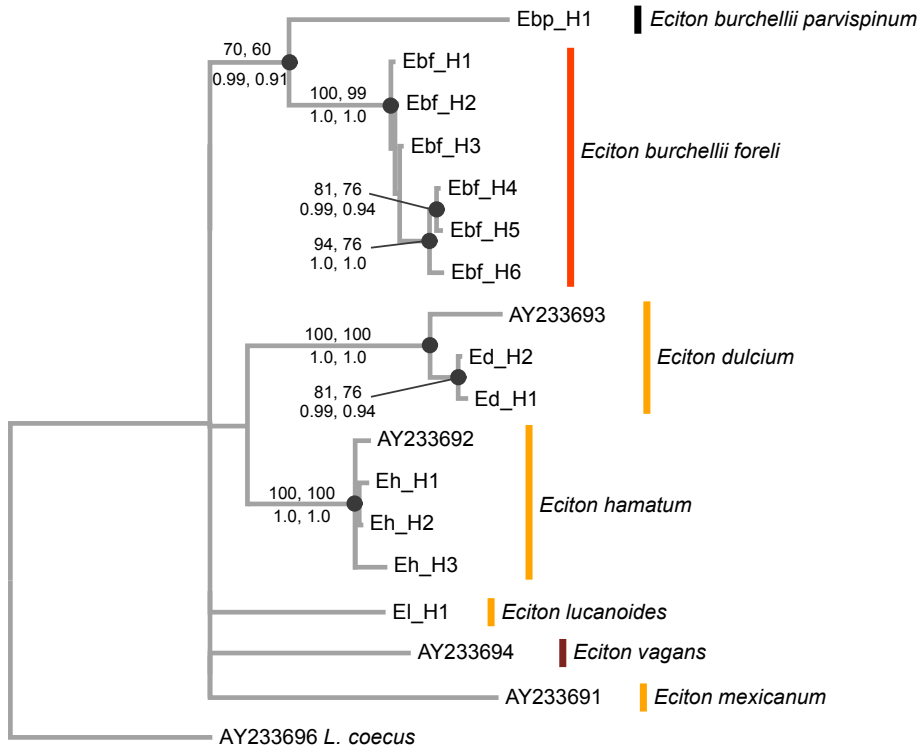 Ebp_H1
Eciton burchellii parvispinum
70, 60
0.99, 0.91
Ebf_H1
100, 99
1.0, 1.0
Ebf_H2
Ebf_H3
Eciton burchellii foreli
81, 76
0.99, 0.94
Ebf_H4
Ebf_H5
94, 76
1.0, 1.0
Ebf_H6
AY233693
100, 100
1.0, 1.0
Ed_H2
Eciton dulcium
81, 76
0.99, 0.94
Ed_H1
AY233692
Eh_H1
100, 100
1.0, 1.0
Eciton hamatum
Eh_H2
Eh_H3
El_H1
Eciton lucanoides
AY233694
Eciton vagans
AY233691
Eciton mexicanum
AY233696 L. coecus